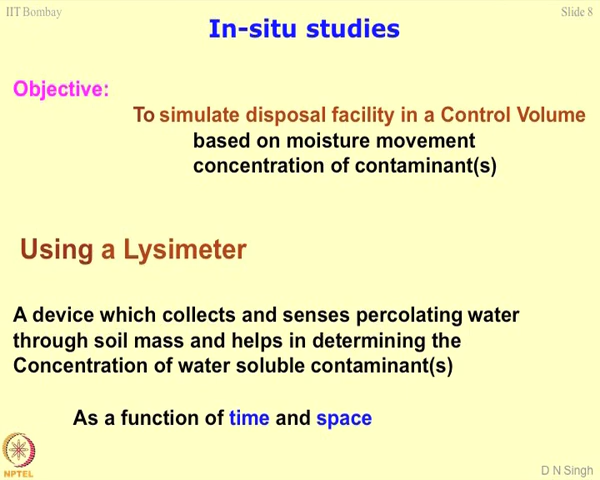 IIT Bombay
Slide 8
In-situ studies
Objective:
To simulate disposal facility in a Control Volume
based on moisture movement
concentration of contaminant(s)
Using a Lysimeter
A device which collects and senses percolating water
through soil mass and helps in determining the
Concentration of water soluble contaminant(s)
As a function of time and space
NPTEL
D N Singh